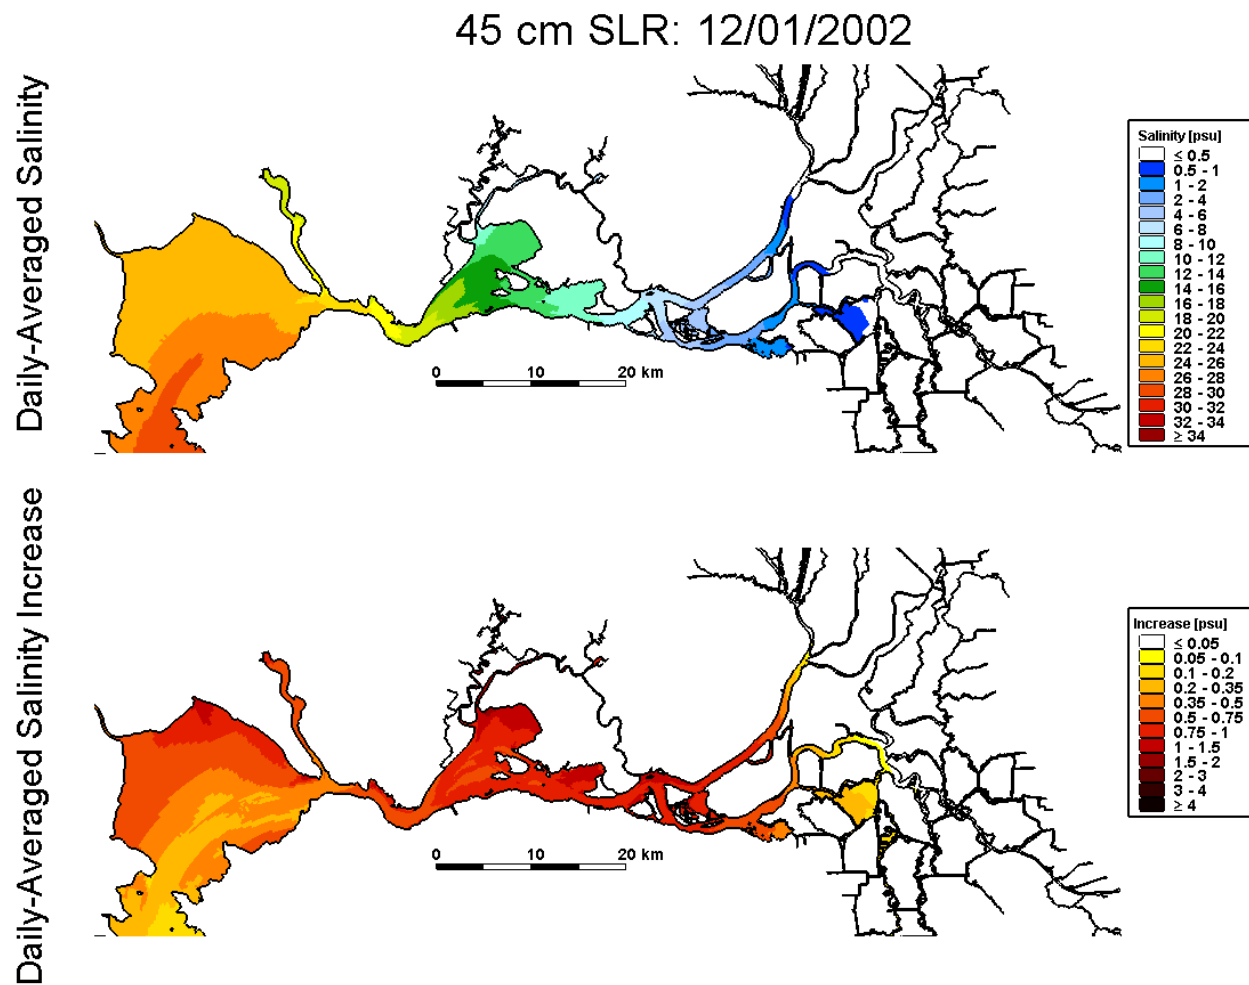 45 cm SLR: 12/01/2002
Daily-Averaged Salinity
Salinity [psu]
≤ 0.5
0.5 - 1
1 - 2
2 - 4
4 - 6
6 - 8
8 - 10
10 - 12
12 - 14
14 - 16
16 - 18
18 - 20
20 - 22
22 - 24
24 - 26
26 - 28
28 - 30
30 - 32
32 - 34
≥ 34
0 10 20 km
Daily-Averaged Salinity Increase
Increase [psu]
≤ 0.05
0.05 - 0.1
0.1 - 0.2
0.2 - 0.35
0.35 - 0.5
0.5 - 0.75
0.75 - 1
1 - 1.5
1.5 - 2
2 - 3
3 - 4
≥ 4
0 10 20 km